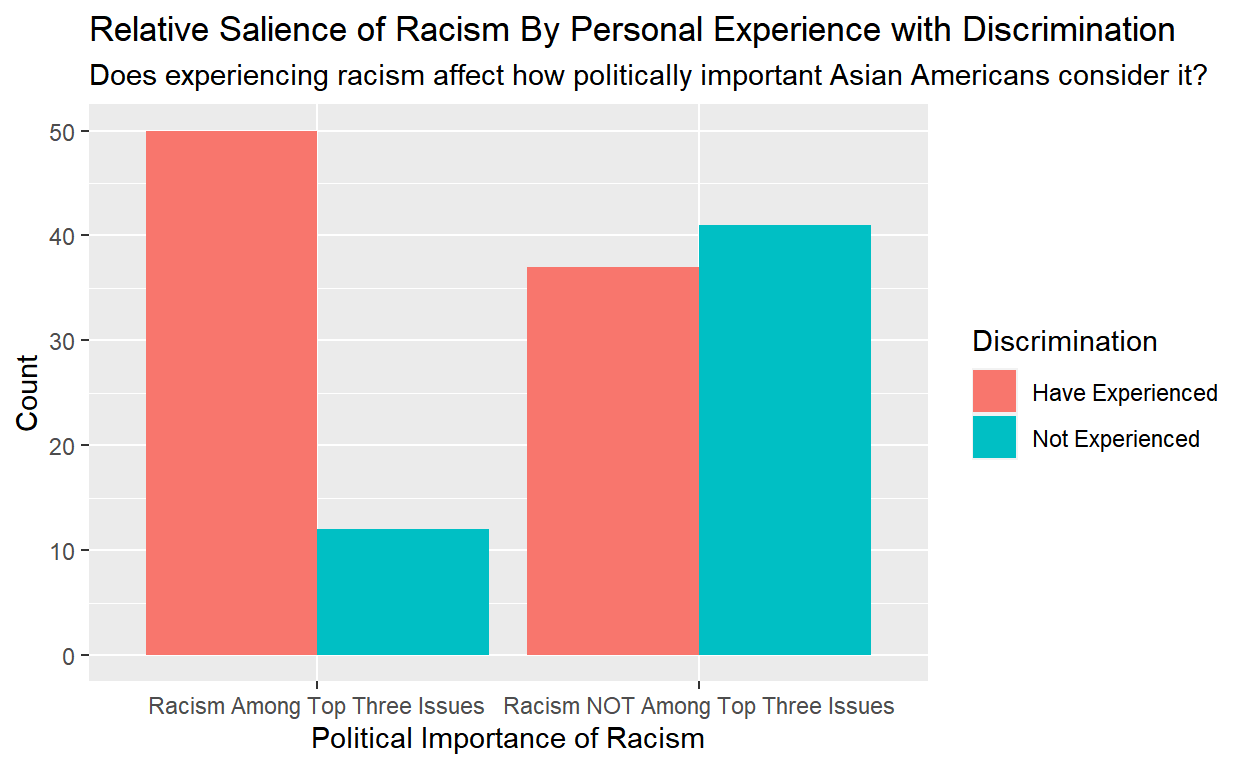 Relative Salience of Racism By Personal Experience with Discrimination
Does experiencing racism affect how politically important Asian Americans consider it?
50
40
30
20
10
0
Count
Racism Among Top Three Issues
Racism NOT Among Top Three Issues
Political Importance of Racism
Discrimination
Have Experienced
Not Experienced